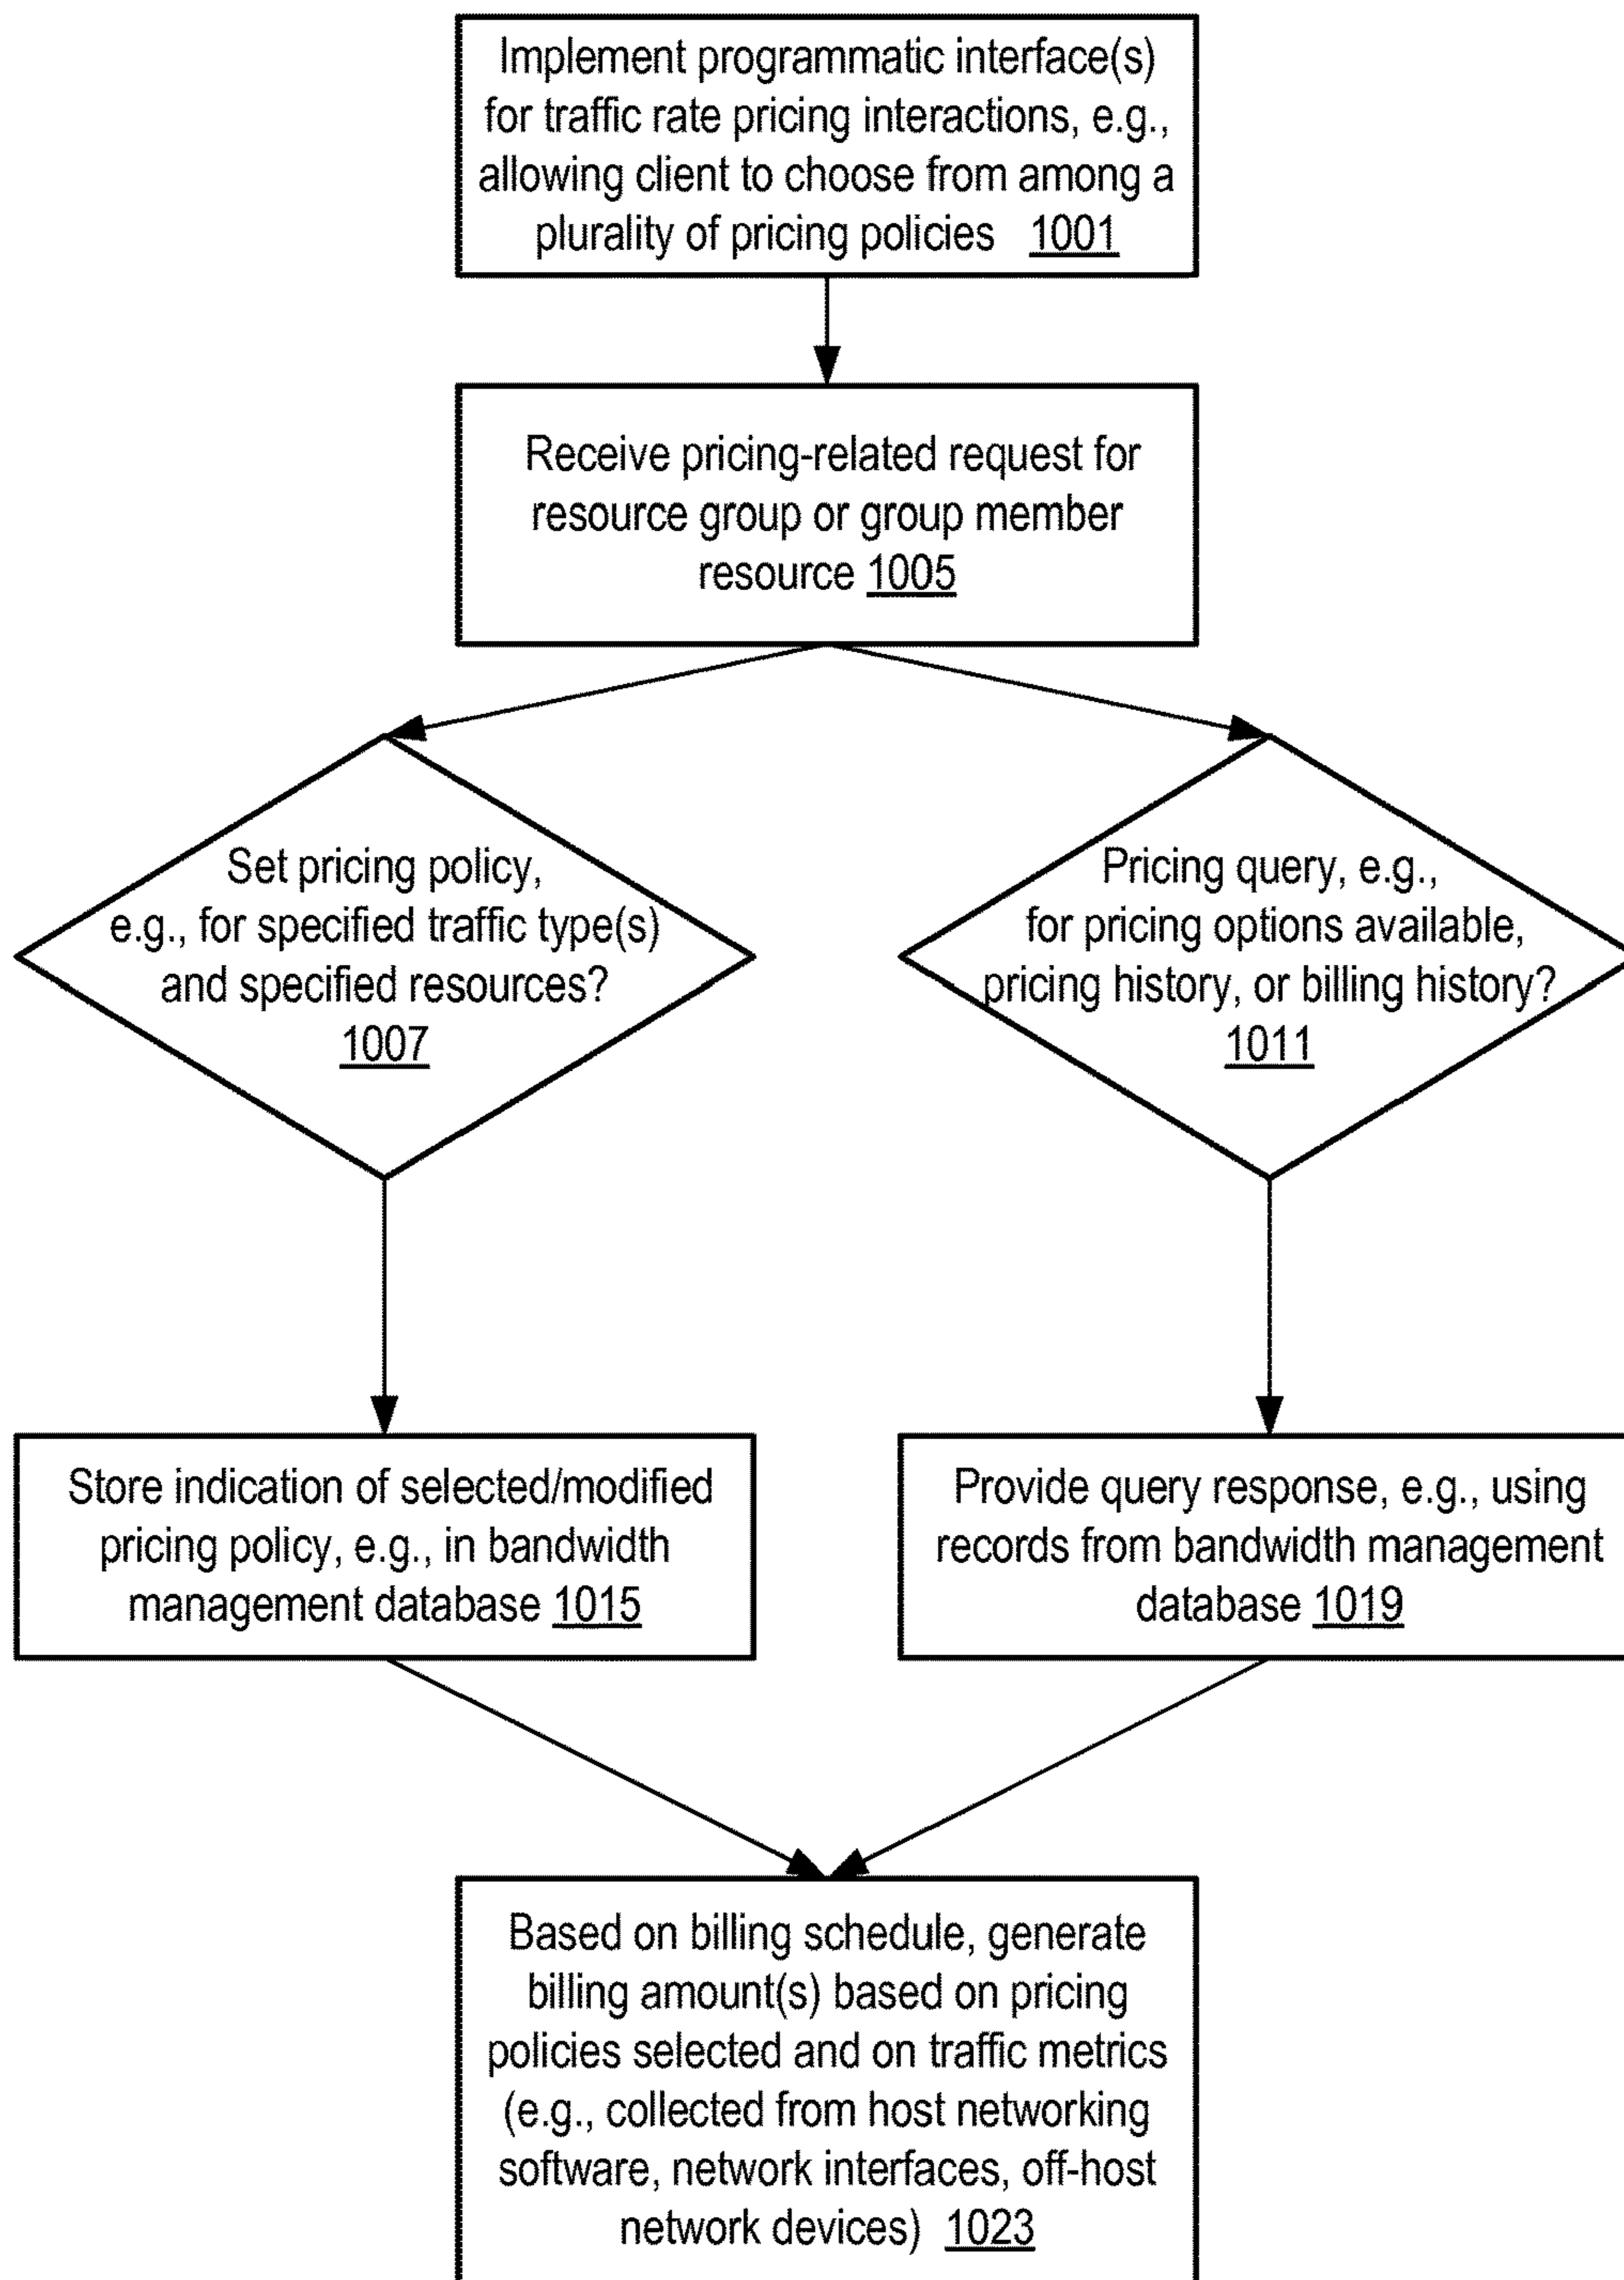 Implement programmatic interface(s)
for traffic rate pricing interactions, e.g.,
allowing client to choose from among a
plurality of pricing policies 1001
Receive pricing-related request for
resource group or group member
resource 1005
Set pricing policy,
e.g., for specified traffic type(s)
and specified resources?
1007
Pricing query, e.g.,
for pricing options available,
pricing history, or billing history?
1011
Store indication of selected/modified
pricing policy, e.g., in bandwidth
management database 1015
Provide query response, e.g., using
records from bandwidth management
database 1019
Based on billing schedule, generate
billing amount(s) based on pricing
policies selected and on traffic metrics
(e.g., collected from host networking
software, network interfaces, off-host
network devices) 1023